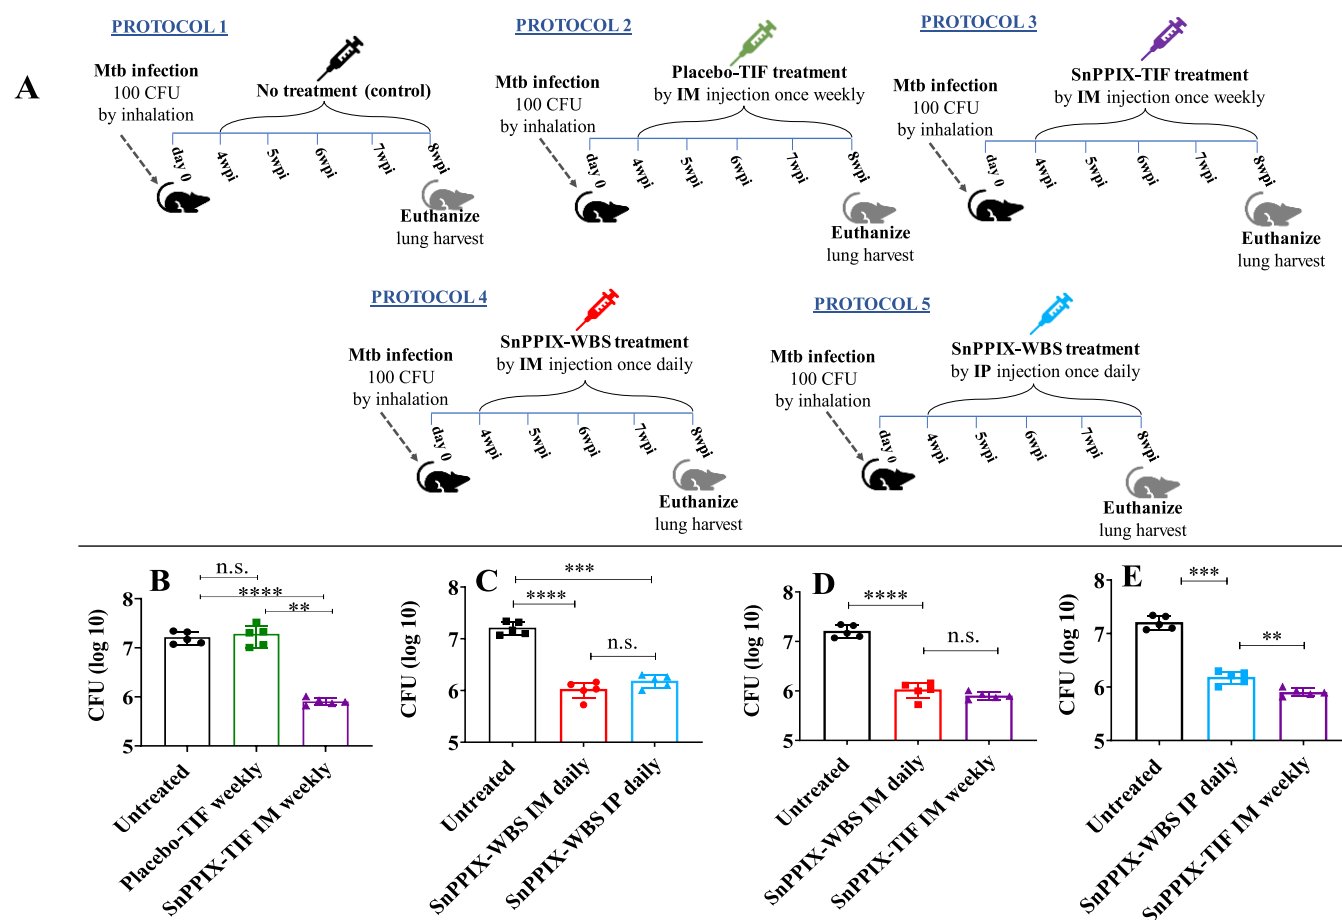 A
PROTOCOL 1
Mtb infection
100 CFU
by inhalation
No treatment (control)
day 0
4wpi
5wpi
6wpi
7wpi
8wpi
Euthanize
lung harvest
PROTOCOL 2
Mtb infection
100 CFU
by inhalation
Placebo-TIF treatment
by IM injection once weekly
day 0
4wpi
5wpi
6wpi
7wpi
8wpi
Euthanize
lung harvest
PROTOCOL 3
Mtb infection
100 CFU
by inhalation
SnPPIX-TIF treatment
by IM injection once weekly
day 0
4wpi
5wpi
6wpi
7wpi
8wpi
Euthanize
lung harvest
PROTOCOL 4
Mtb infection
100 CFU
by inhalation
SnPPIX-WBS treatment
by IM injection once daily
day 0
4wpi
5wpi
6wpi
7wpi
8wpi
Euthanize
lung harvest
PROTOCOL 5
Mtb infection
100 CFU
by inhalation
SnPPIX-WBS treatment
by IP injection once daily
day 0
4wpi
5wpi
6wpi
7wpi
8wpi
Euthanize
lung harvest
B
n.s.
****
**
CFU (log 10)
8
7
6
5
Untreated
Placebo-TIF weekly
SnPPIX-TIF IM weekly
C
***
****
n.s.
CFU (log 10)
8
7
6
5
Untreated
SnPPIX-WBS IM daily
SnPPIX-WBS IP daily
D
****
n.s.
CFU (log 10)
8
7
6
5
Untreated
SnPPIX-WBS IM daily
SnPPIX-TIF IM weekly
E
***
**
CFU (log 10)
8
7
6
5
Untreated
SnPPIX-WBS IP daily
SnPPIX-TIF IM weekly